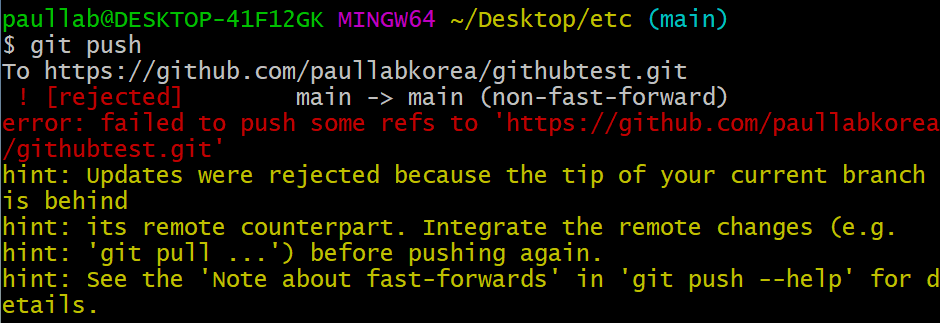 paullab@DESKTOP-41F12GK MINGW64 ~/Desktop/etc (main)
$ git push
To https://github.com/paullabkorea/githubtest.git
 ! [rejected]        main -> main (non-fast-forward)
error: failed to push some refs to 'https://github.com/paullabkorea
/githubtest.git'
hint: Updates were rejected because the tip of your current branch
is behind
hint: its remote counterpart. Integrate the remote changes (e.g.
hint: 'git pull ...') before pushing again.
hint: See the 'Note about fast-forwards' in 'git push --help' for d
etails.